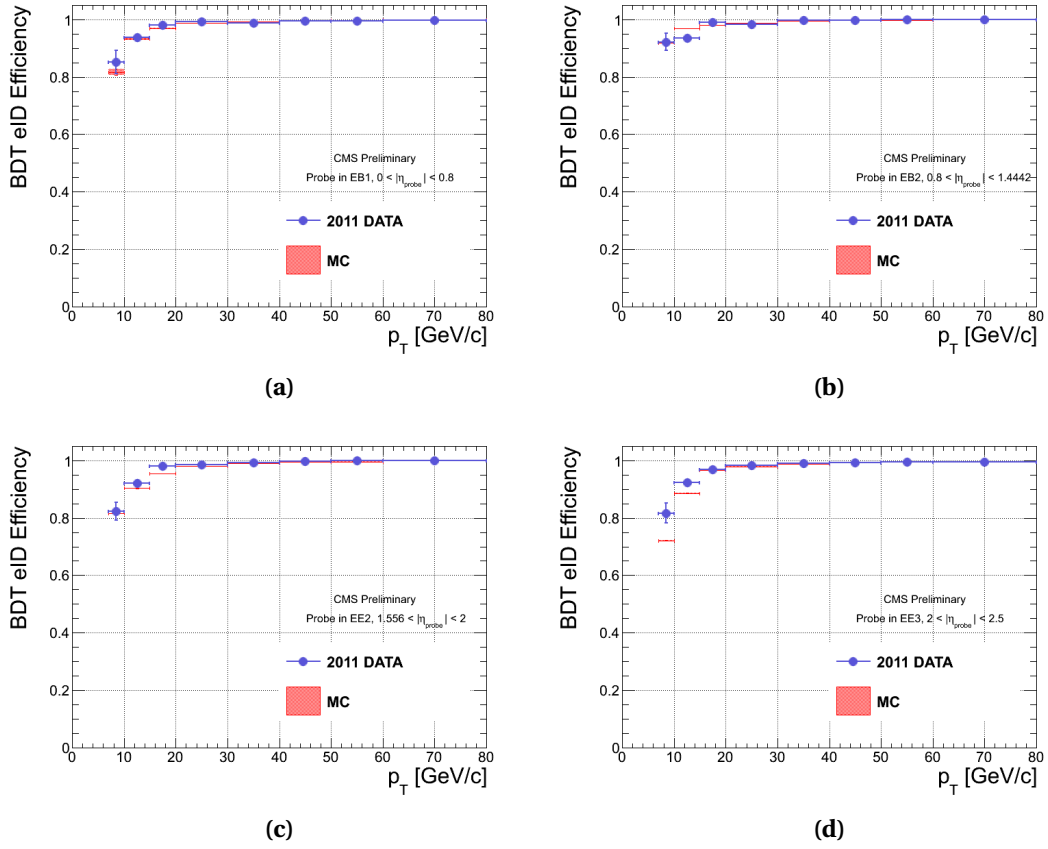 BDT eID Efficiency
1
0.8
0.6
0.4
0.2
0
CMS Preliminary
Probe in EB1, 0 < |η_probe| < 0.8
2011 DATA
MC
0 10 20 30 40 50 60 70 80
p_T [GeV/c]
(a)
BDT eID Efficiency
1
0.8
0.6
0.4
0.2
0
CMS Preliminary
Probe in EB2, 0.8 < |η_probe| < 1.4442
2011 DATA
MC
0 10 20 30 40 50 60 70 80
p_T [GeV/c]
(b)
BDT eID Efficiency
1
0.8
0.6
0.4
0.2
0
CMS Preliminary
Probe in EE2, 1.556 < |η_probe| < 2
2011 DATA
MC
0 10 20 30 40 50 60 70 80
p_T [GeV/c]
(c)
BDT eID Efficiency
1
0.8
0.6
0.4
0.2
0
CMS Preliminary
Probe in EE3, 2 < |η_probe| < 2.5
2011 DATA
MC
0 10 20 30 40 50 60 70 80
p_T [GeV/c]
(d)